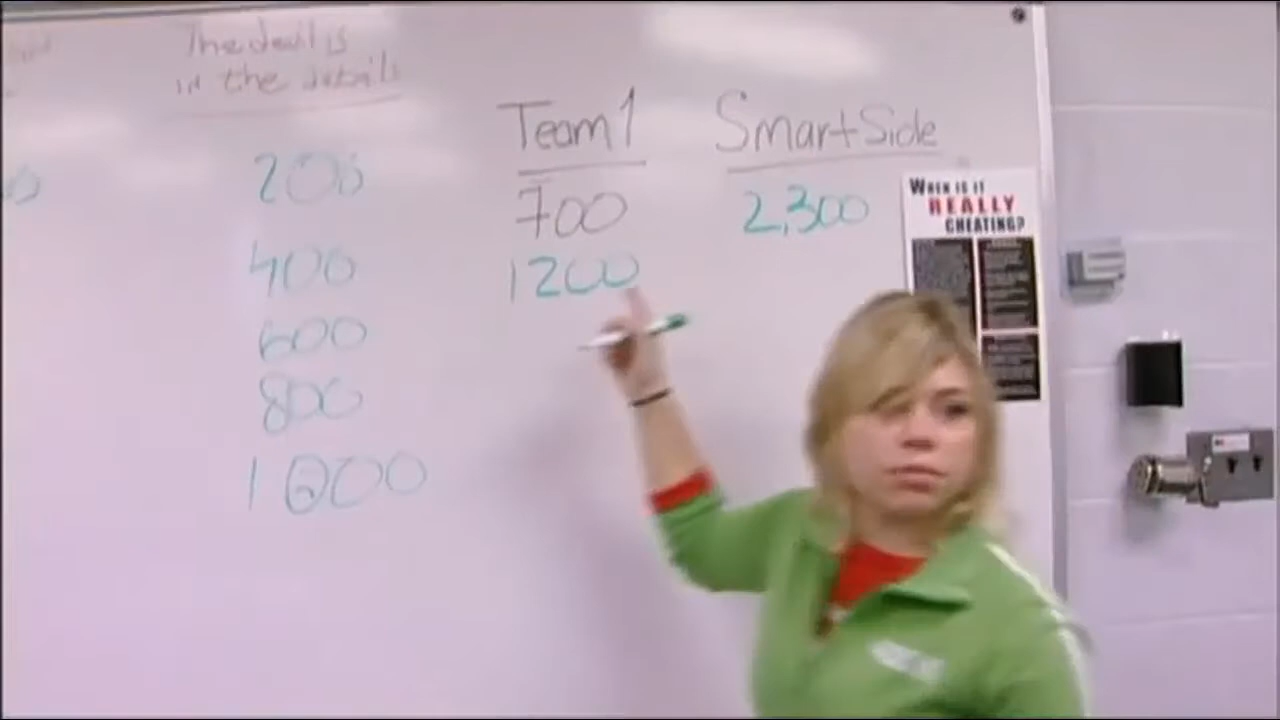 The devil is
in the details
200
400
600
800
1000
Team 1
700
1200
Smart Side
2,300
WHEN IS IT
REALLY
CHEATING?